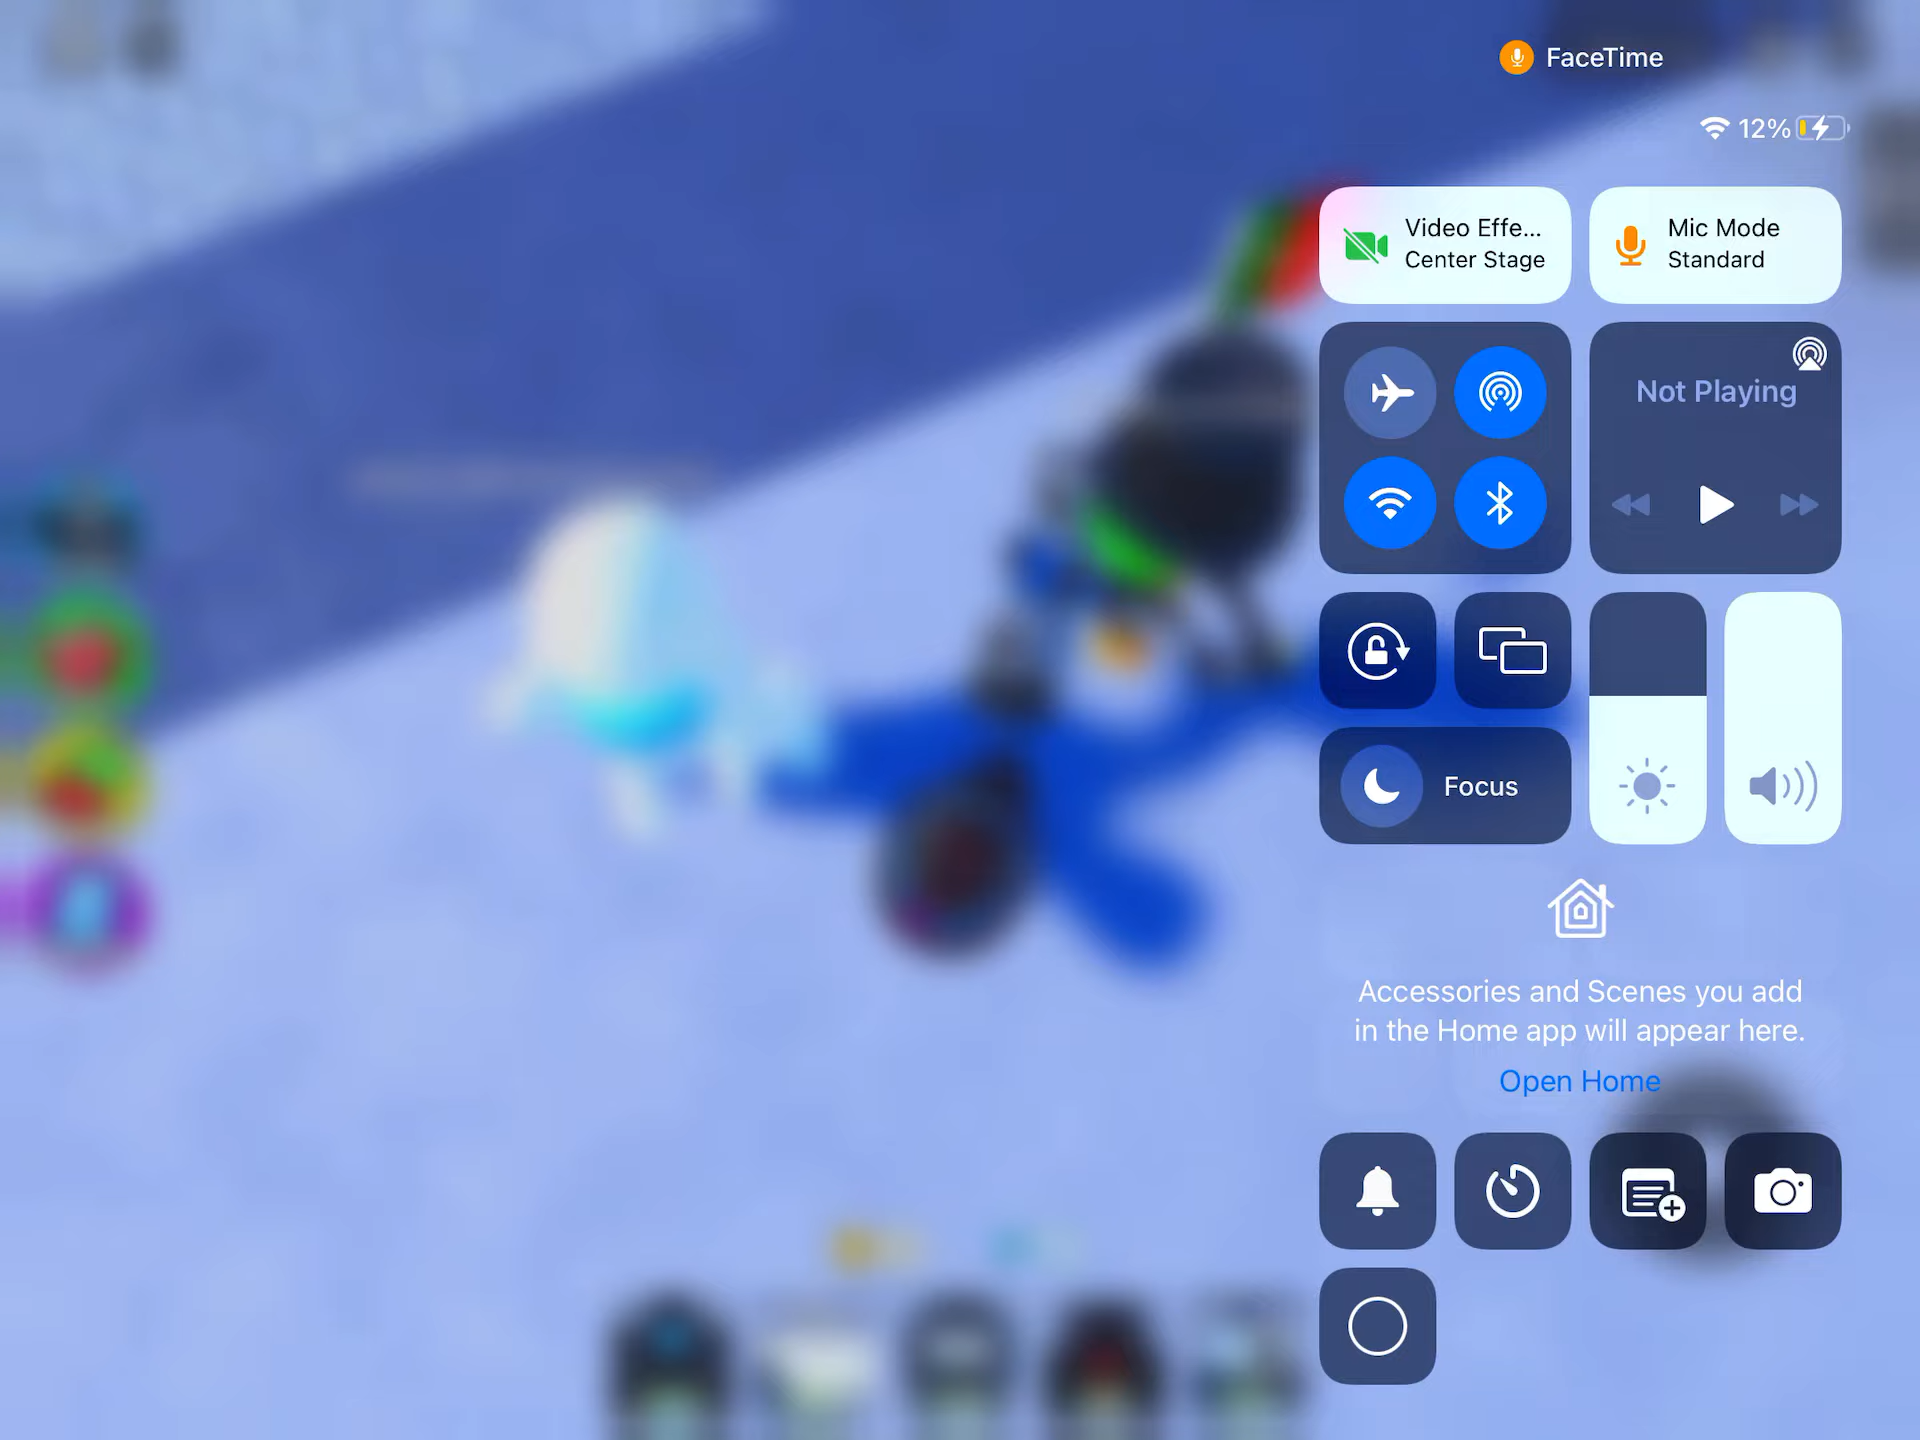 FaceTime
12%
Video Effe...
Center Stage
Mic Mode
Standard
Not Playing
Focus
Accessories and Scenes you add
in the Home app will appear here.
Open Home